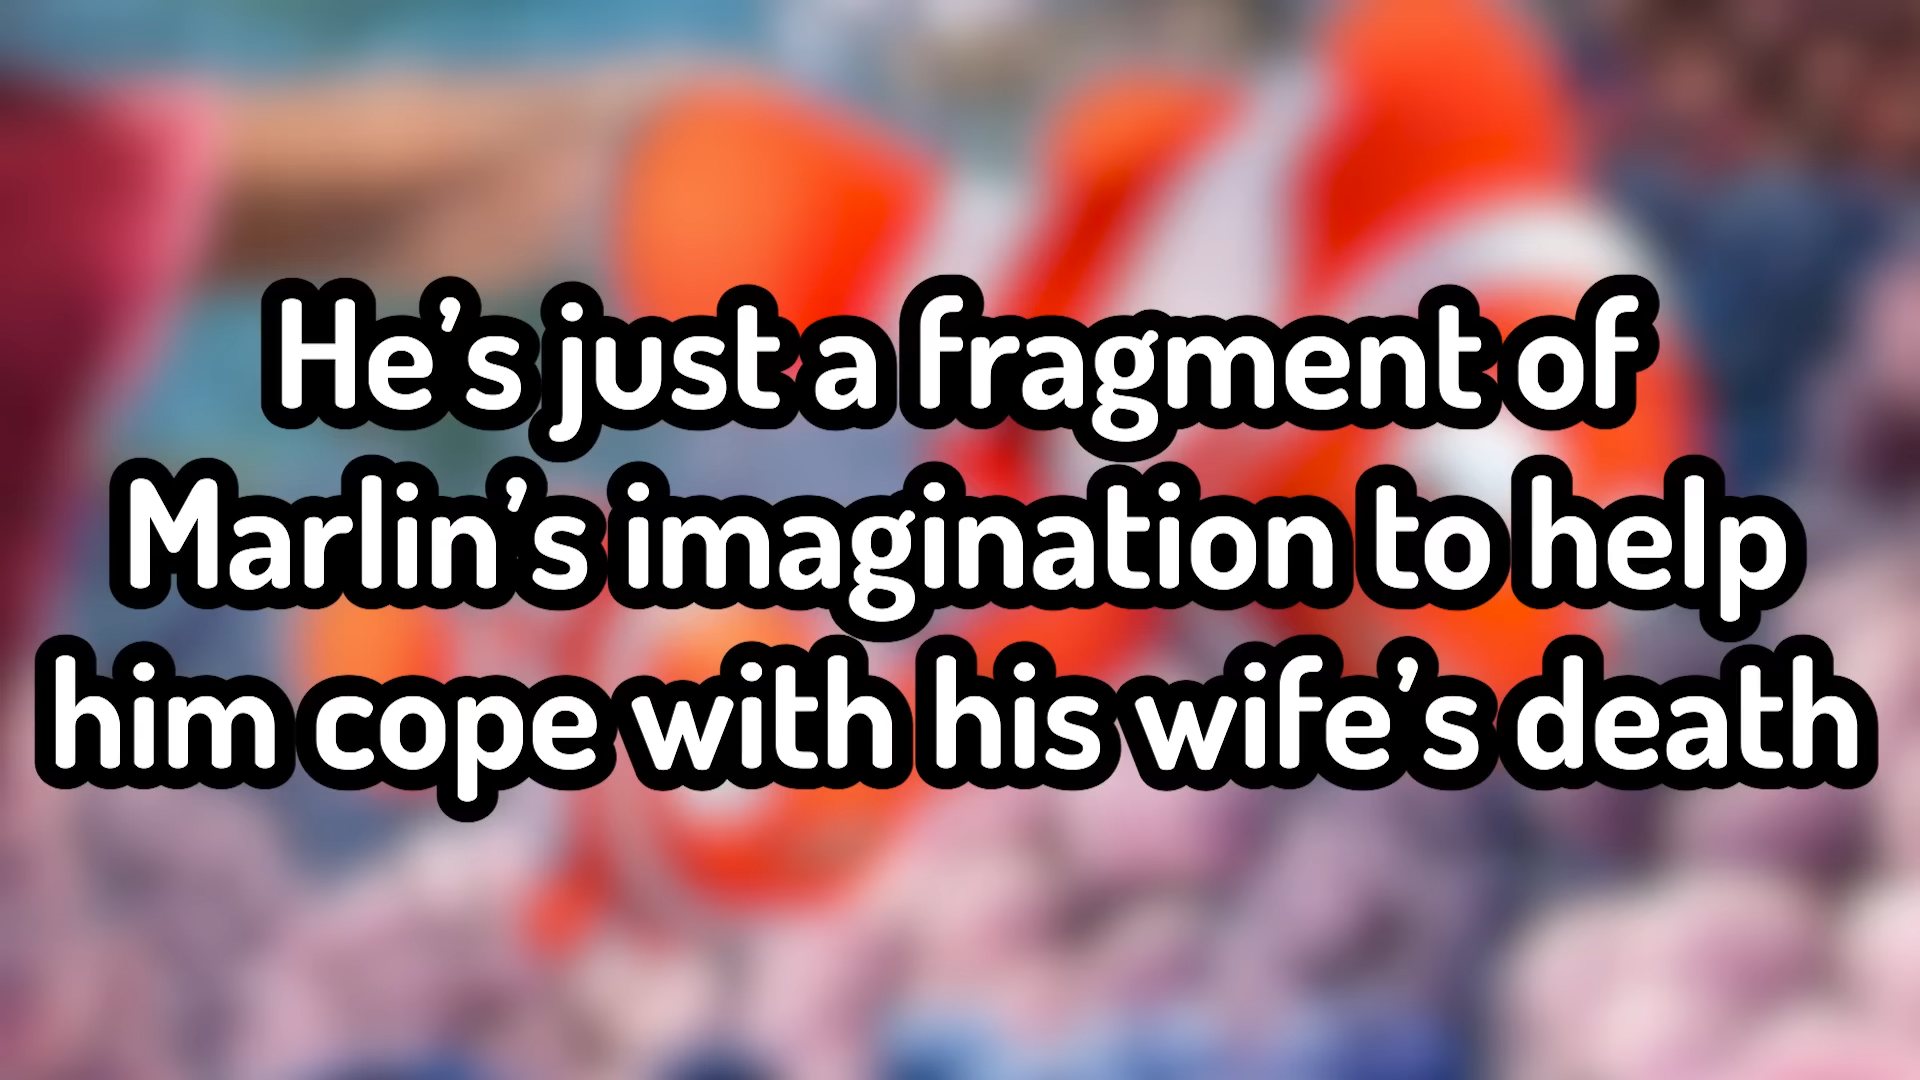 He’s just a fragment of
Marlin’s imagination to help
him cope with his wife’s death